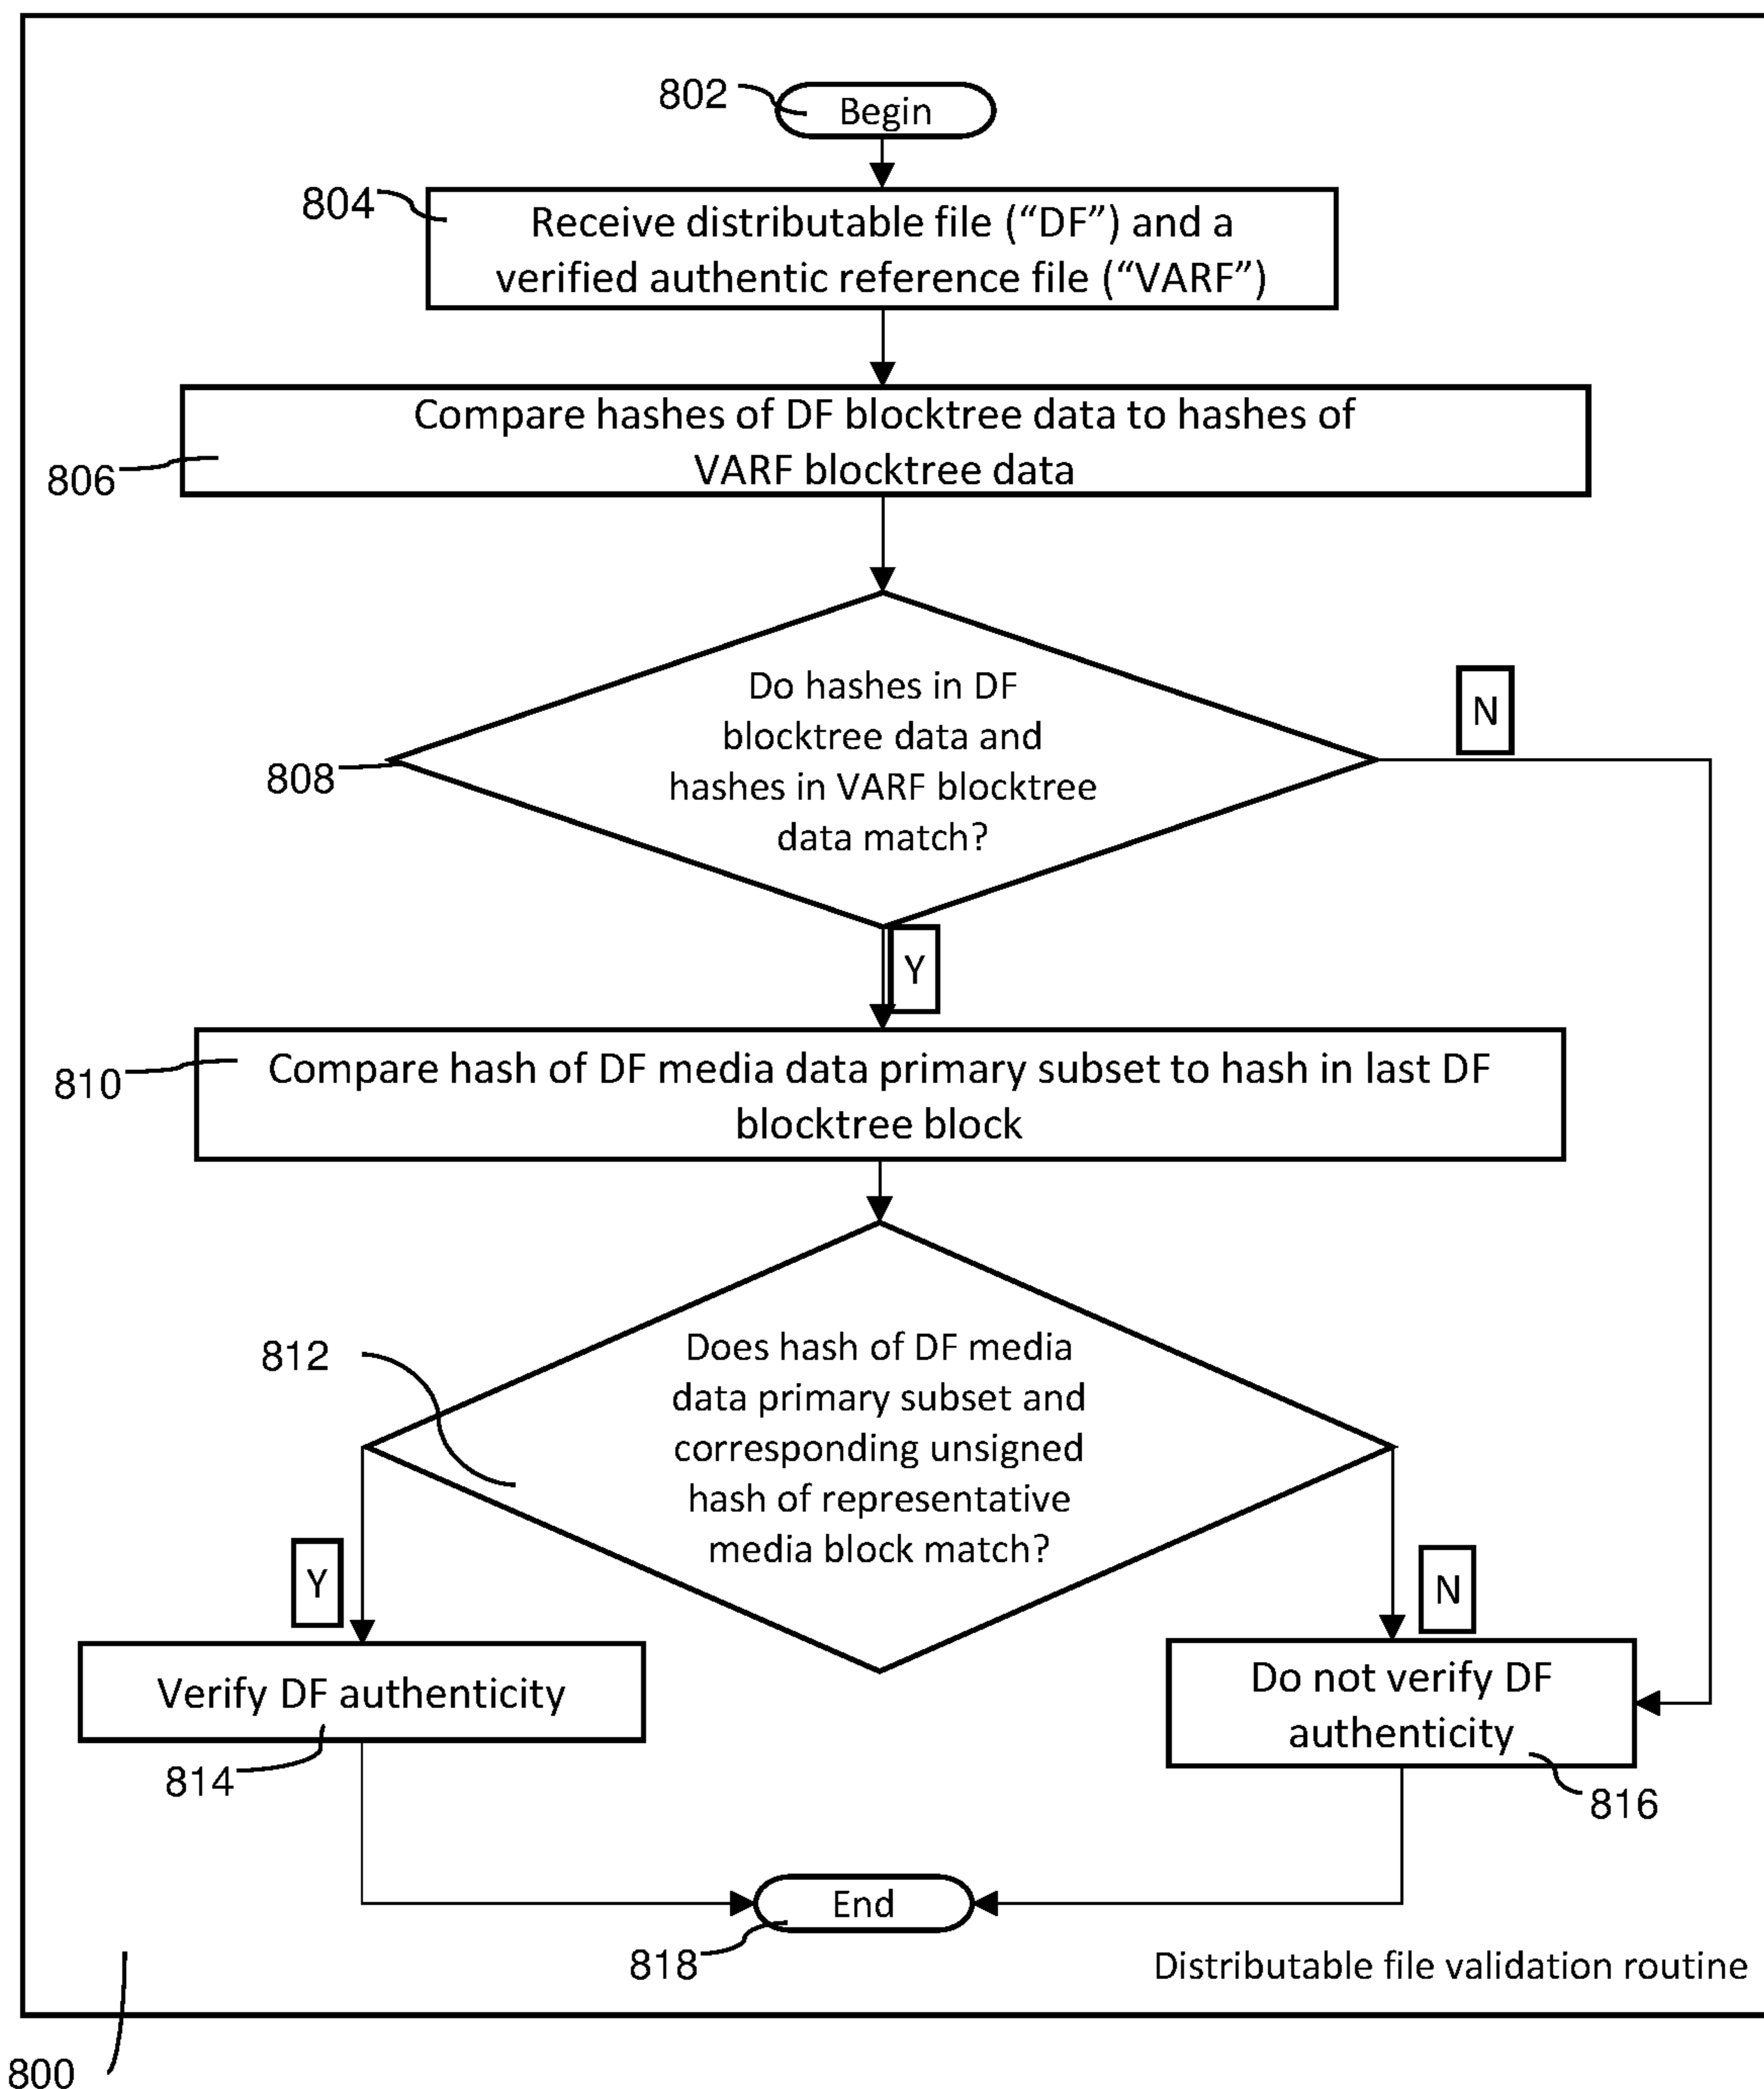 802
Begin
804
Receive distributable file (“DF”) and a
verified authentic reference file (“VARF”)
Compare hashes of DF blocktree data to hashes of
VARF blocktree data
806
Do hashes in DF
blocktree data and
hashes in VARF blocktree
data match?
N
808
Y
810
Compare hash of DF media data primary subset to hash in last DF
blocktree block
812
Does hash of DF media
data primary subset and
corresponding unsigned
hash of representative
media block match?
Y
N
Verify DF authenticity
814
Do not verify DF
authenticity
816
End
818
Distributable file validation routine
800